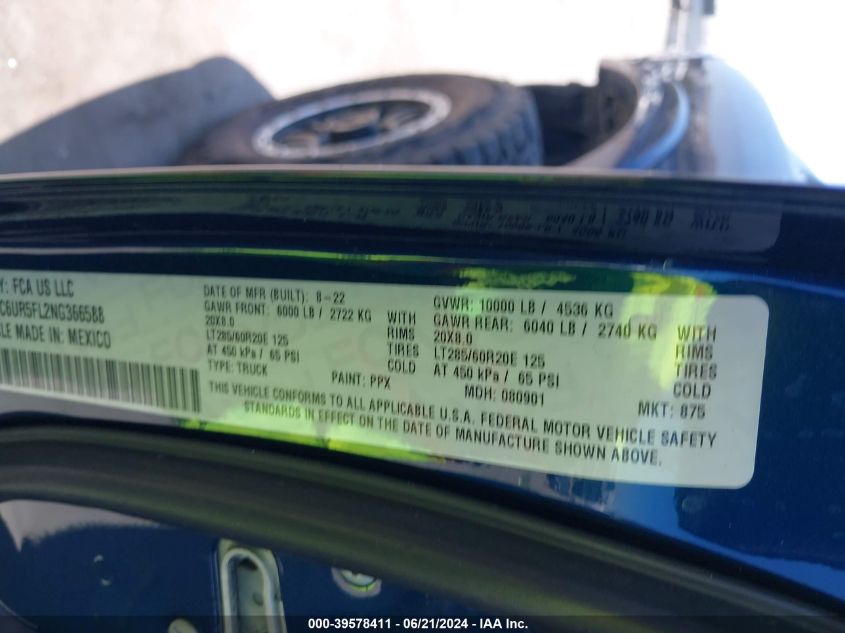 Y: FCA US LLC
C6UR5FL2NG366588
LE MADE IN: MEXICO
DATE OF MFR (BUILT): 8-22
GAWR FRONT: 6000 LB / 2722 KG WITH
20X8.0 RIMS
LT285/60R20E 125 TIRES
AT 450 kPa / 65 PSI COLD
TYPE: TRUCK
PAINT: PPX
GVWR: 10000 LB / 4536 KG
GAWR REAR: 6040 LB / 2740 KG WITH
20X8.0 RIMS
LT285/60R20E 125 TIRES
AT 450 kPa / 65 PSI COLD
MDH: 080901
MKT: 875
THIS VEHICLE CONFORMS TO ALL APPLICABLE U.S.A. FEDERAL MOTOR VEHICLE SAFETY
STANDARDS IN EFFECT ON THE DATE OF MANUFACTURE SHOWN ABOVE.
000-39578411 - 06/21/2024 - IAA Inc.